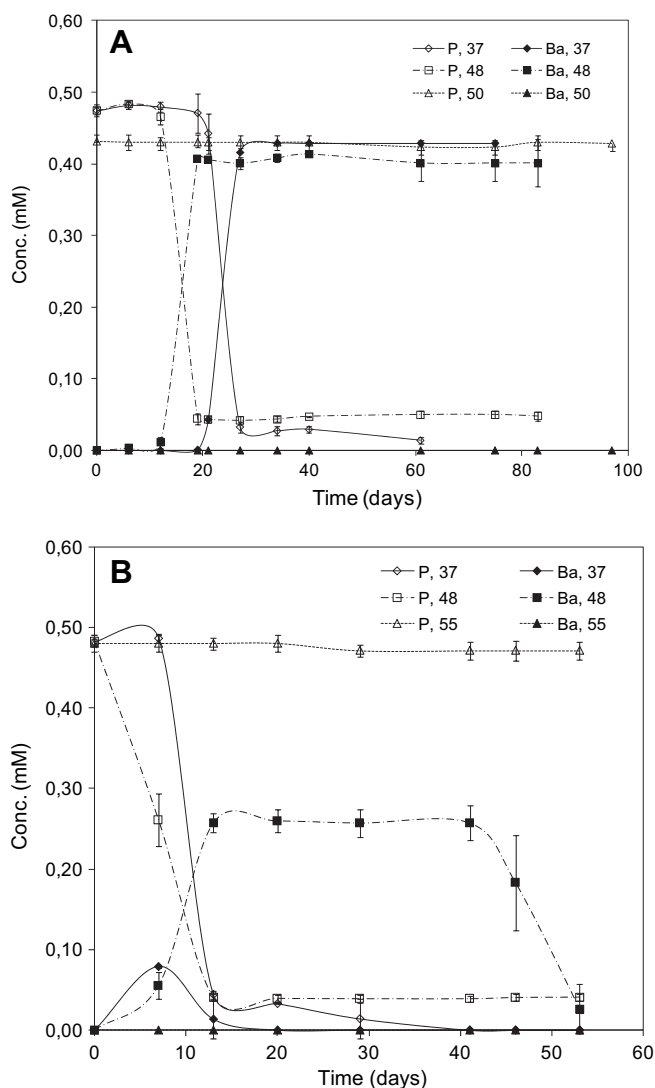 A
P, 37 Ba, 37
P, 48 Ba, 48
P, 50 Ba, 50
0,60
0,50
0,40
0,30
0,20
0,10
0,00
Conc. (mM)
0 20 40 60 80 100
Time (days)
B
P, 37 Ba, 37
P, 48 Ba, 48
P, 55 Ba, 55
0,60
0,50
0,40
0,30
0,20
0,10
0,00
Conc. (mM)
0 10 20 30 40 50 60
Time (days)